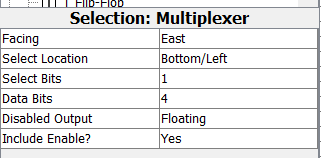 Flip-Flop
Selection: Multiplexer
Facing East
Select Location Bottom/Left
Select Bits 1
Data Bits 4
Disabled Output Floating
Include Enable? Yes